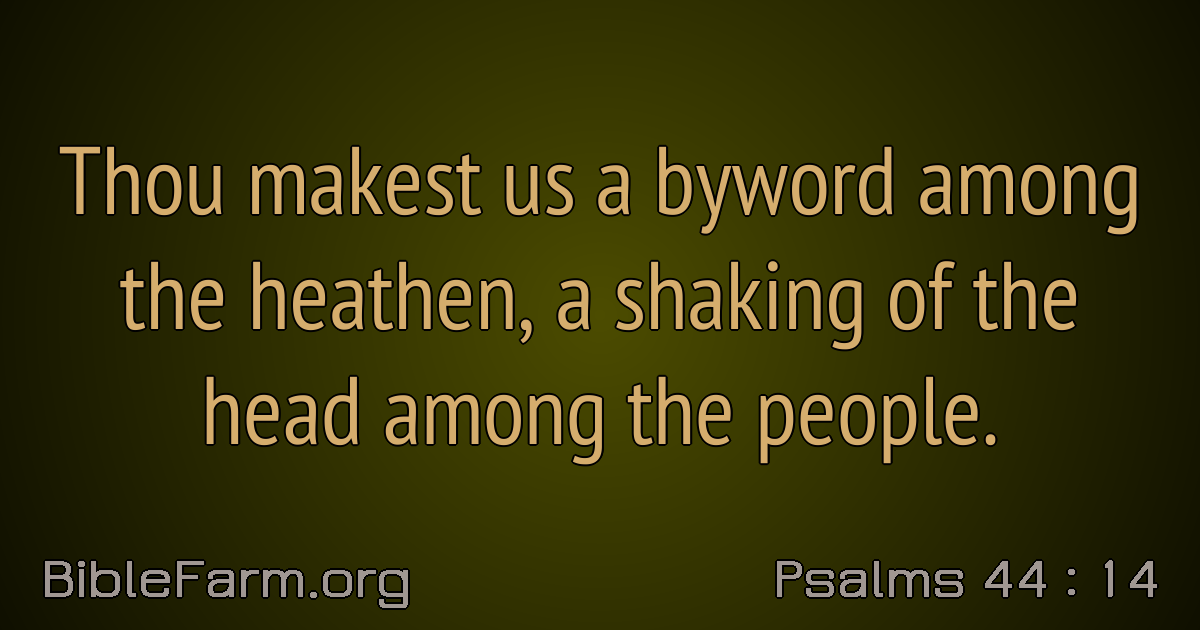 Thou makest us a byword among
the heathen, a shaking of the
head among the people.
BibleFarm.org
Psalms 44 : 14